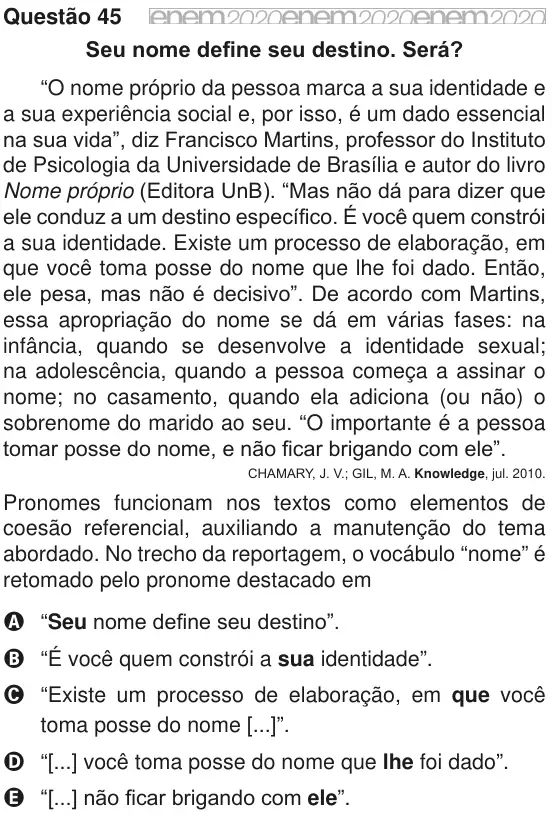 Questão 45 enem2020enem2020enem2020
Seu nome define seu destino. Será?
“O nome próprio da pessoa marca a sua identidade e
a sua experiência social e, por isso, é um dado essencial
na sua vida”, diz Francisco Martins, professor do Instituto
de Psicologia da Universidade de Brasília e autor do livro
Nome próprio (Editora UnB). “Mas não dá para dizer que
ele conduz a um destino específico. É você quem constrói
a sua identidade. Existe um processo de elaboração, em
que você toma posse do nome que lhe foi dado. Então,
ele pesa, mas não é decisivo”. De acordo com Martins,
essa apropriação do nome se dá em várias fases: na
infância, quando se desenvolve a identidade sexual;
na adolescência, quando a pessoa começa a assinar o
nome; no casamento, quando ela adiciona (ou não) o
sobrenome do marido ao seu. “O importante é a pessoa
tomar posse do nome, e não ficar brigando com ele”.
CHAMARY, J. V.; GIL, M. A. Knowledge, jul. 2010.
Pronomes funcionam nos textos como elementos de
coesão referencial, auxiliando a manutenção do tema
abordado. No trecho da reportagem, o vocábulo “nome” é
retomado pelo pronome destacado em
A “Seu nome define seu destino”.
B “É você quem constrói a sua identidade”.
C “Existe um processo de elaboração, em que você
toma posse do nome [...]”.
D “[...] você toma posse do nome que lhe foi dado”.
E “[...] não ficar brigando com ele”.